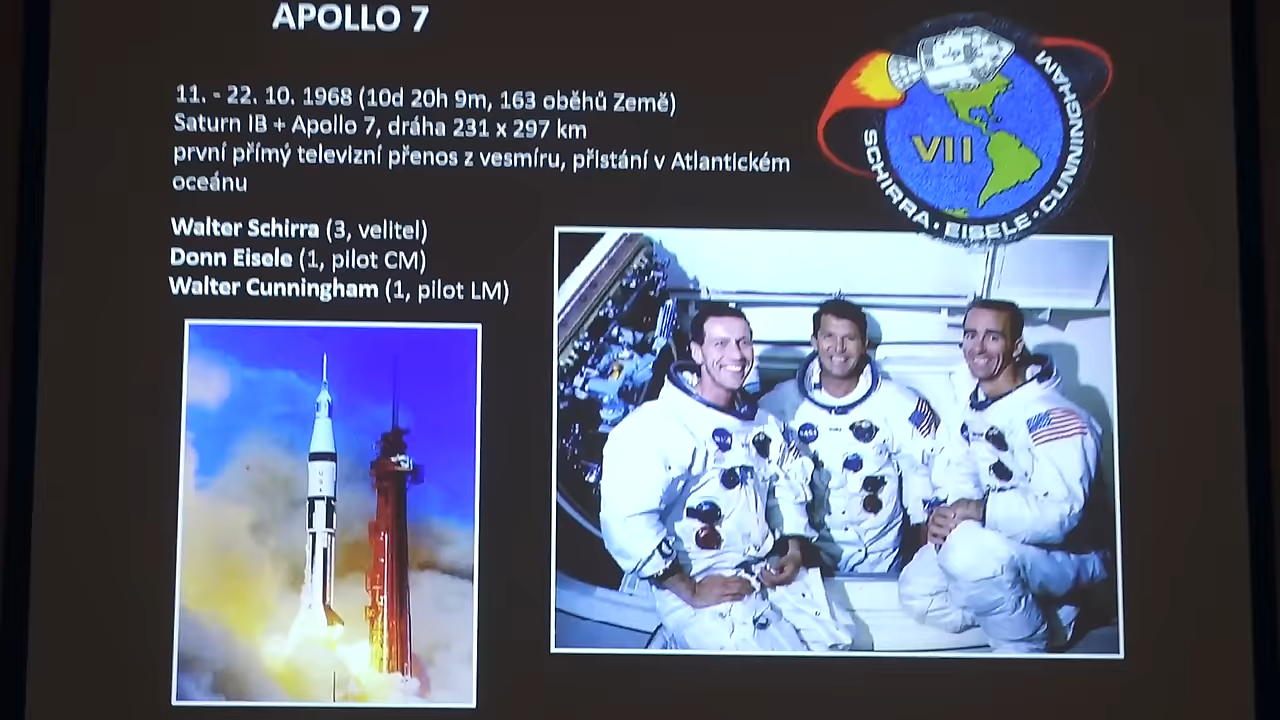 APOLLO 7
11. - 22. 10. 1968 (10d 20h 9m, 163 oběhů Země)
Saturn IB + Apollo 7, dráha 231 x 297 km
první přímý televizní přenos z vesmíru, přistání v Atlantickém
oceánu
Walter Schirra (3, velitel)
Donn Eisele (1, pilot CM)
Walter Cunningham (1, pilot LM)
VII
SCHIRRA • EISELE • CUNNINGHAM